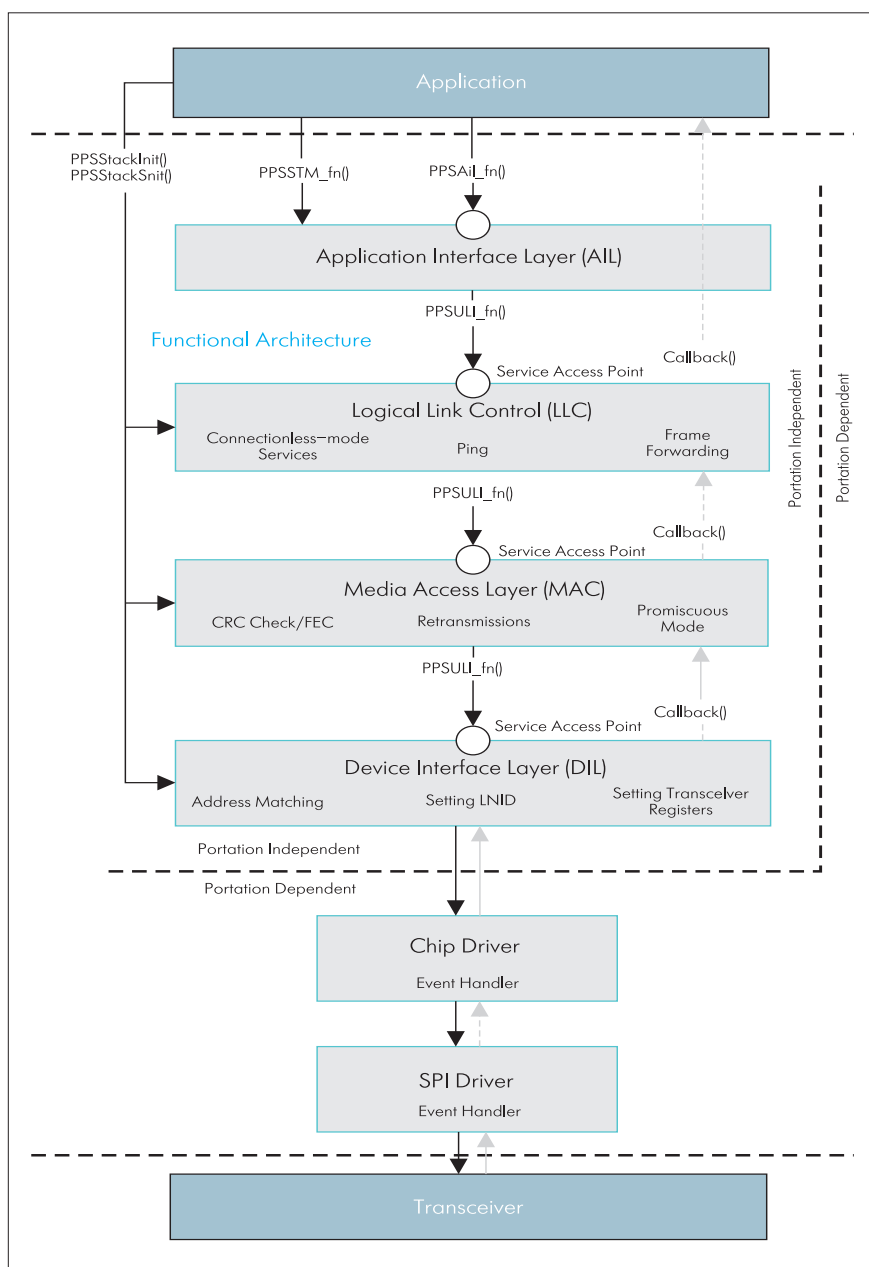 Application
PPSStackInit()
PPSStackSnit()
PPSSTM_fn()
PPSAil_fn()
Application Interface Layer (AIL)
PPSULI_fn()
Functional Architecture
Callback()
Service Access Point
Logical Link Control (LLC)
Connectionless-mode
Services
Ping
Frame
Forwarding
Portation Independent
Portation Dependent
PPSULI_fn()
Callback()
Service Access Point
Media Access Layer (MAC)
CRC Check/FEC
Retransmissions
Promiscuous
Mode
PPSULI_fn()
Callback()
Service Access Point
Device Interface Layer (DIL)
Address Matching
Setting LNID
Setting Transcelver
Registers
Portation Independent
Portation Dependent
Chip Driver
Event Handler
SPI Driver
Event Handler
Transceiver